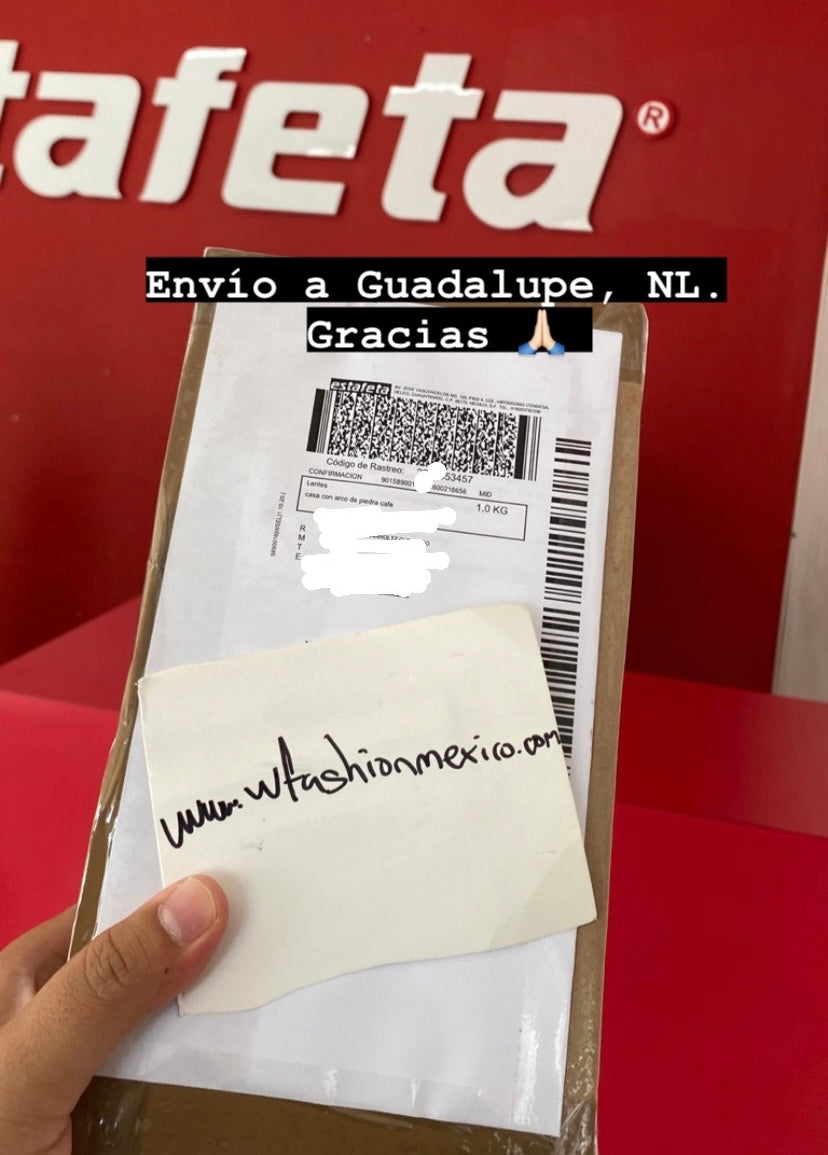 tafeta®
Envío a Guadalupe, NL.
Gracias 🙏🏻
estafeta
Código de Rastreo:
53457
CONFIRMACION
MID
Lentes
1.0 KG
casa con arco de piedra cafe
R
M
T
E
www.wfashionmexico.com